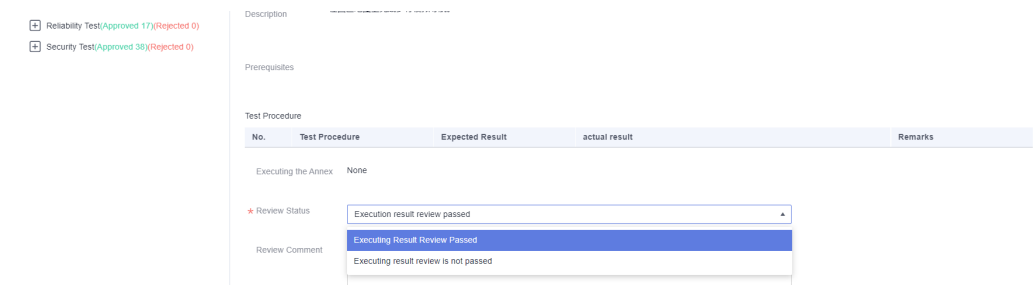 Reliability Test(Approved 17)(Rejected 0)
Security Test(Approved 38)(Rejected 0)
Description
Prerequisites
Test Procedure
No. Test Procedure Expected Result actual result Remarks
Executing the Annex None
* Review Status Execution result review passed
Executing Result Review Passed
Review Comment
Executing result review is not passed